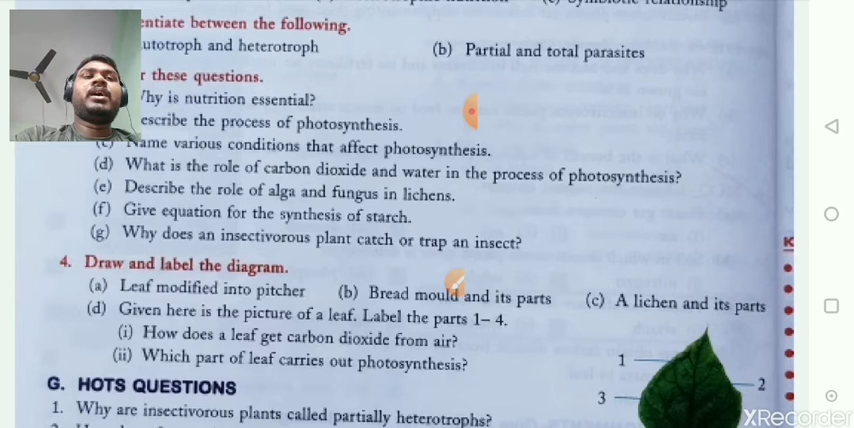 entiate between the following.
utotroph and heterotroph (b) Partial and total parasites
r these questions.
hy is nutrition essential?
escribe the process of photosynthesis.
(c) Name various conditions that affect photosynthesis.
(d) What is the role of carbon dioxide and water in the process of photosynthesis?
(e) Describe the role of alga and fungus in lichens.
(f) Give equation for the synthesis of starch.
(g) Why does an insectivorous plant catch or trap an insect?
4. Draw and label the diagram.
(a) Leaf modified into pitcher (b) Bread mould and its parts (c) A lichen and its parts
(d) Given here is the picture of a leaf. Label the parts 1– 4.
(i) How does a leaf get carbon dioxide from air?
(ii) Which part of leaf carries out photosynthesis?
1
2
3
G. HOTS QUESTIONS
1. Why are insectivorous plants called partially heterotrophs?
K
XRecorder